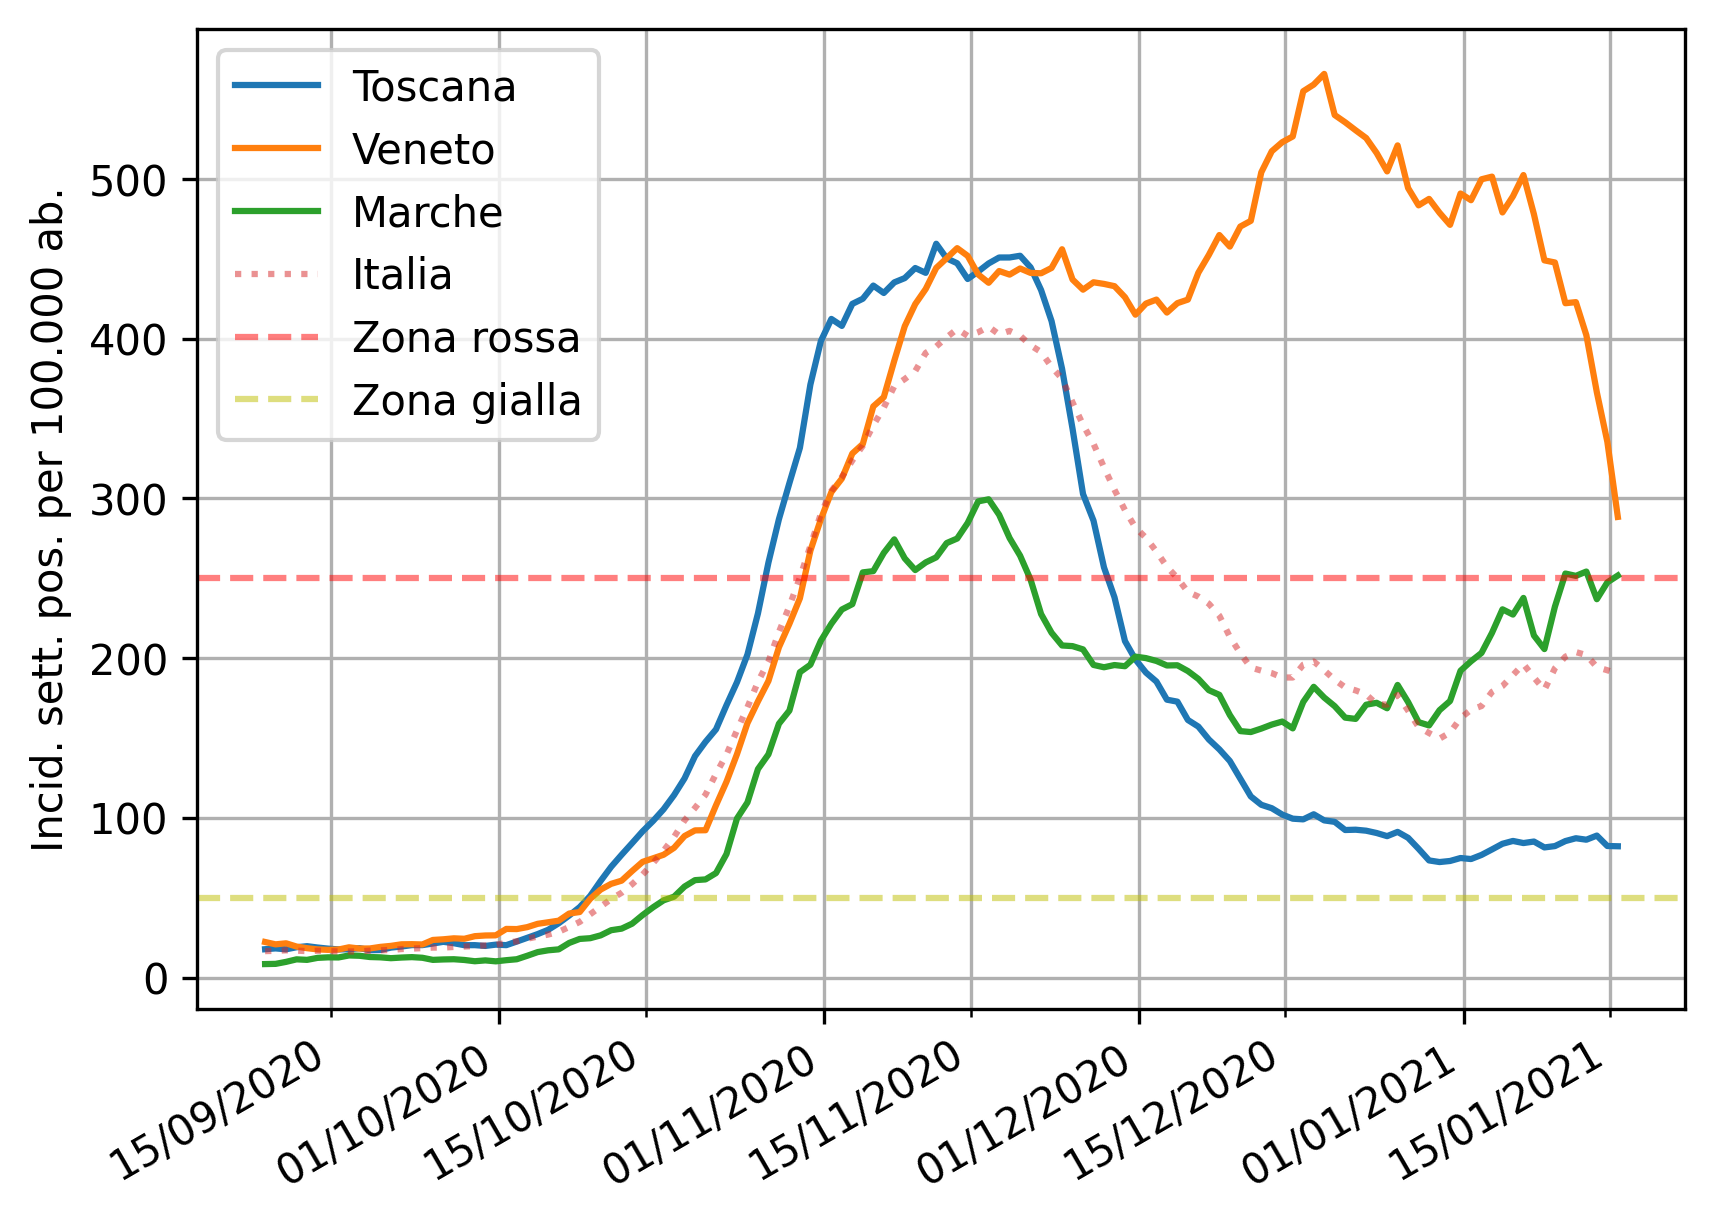 Toscana
Veneto
Marche
Italia
Zona rossa
Zona gialla
Incid. sett. pos. per 100.000 ab.
500
400
300
200
100
0
15/09/2020
01/10/2020
15/10/2020
01/11/2020
15/11/2020
01/12/2020
15/12/2020
01/01/2021
15/01/2021